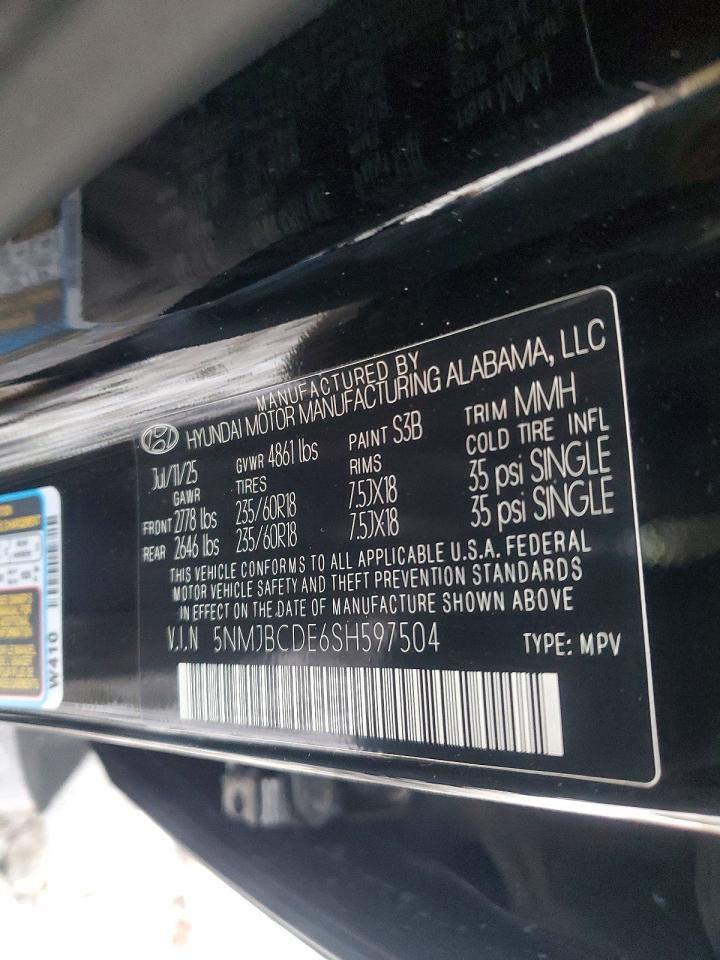 MANUFACTURED BY
HYUNDAI MOTOR MANUFACTURING ALABAMA, LLC
Jul/11/25 GVWR 4861 lbs PAINT S3B TRIM MMH
GAWR TIRES RIMS COLD TIRE INFL
FRONT 2778 lbs 235/60R18 7.5JX18 35 psi SINGLE
REAR 2646 lbs 235/60R18 7.5JX18 35 psi SINGLE
THIS VEHICLE CONFORMS TO ALL APPLICABLE U.S.A. FEDERAL
MOTOR VEHICLE SAFETY AND THEFT PREVENTION STANDARDS
IN EFFECT ON THE DATE OF MANUFACTURE SHOWN ABOVE
V.I.N 5NMJBCDE6SH597504 TYPE: MPV
W410